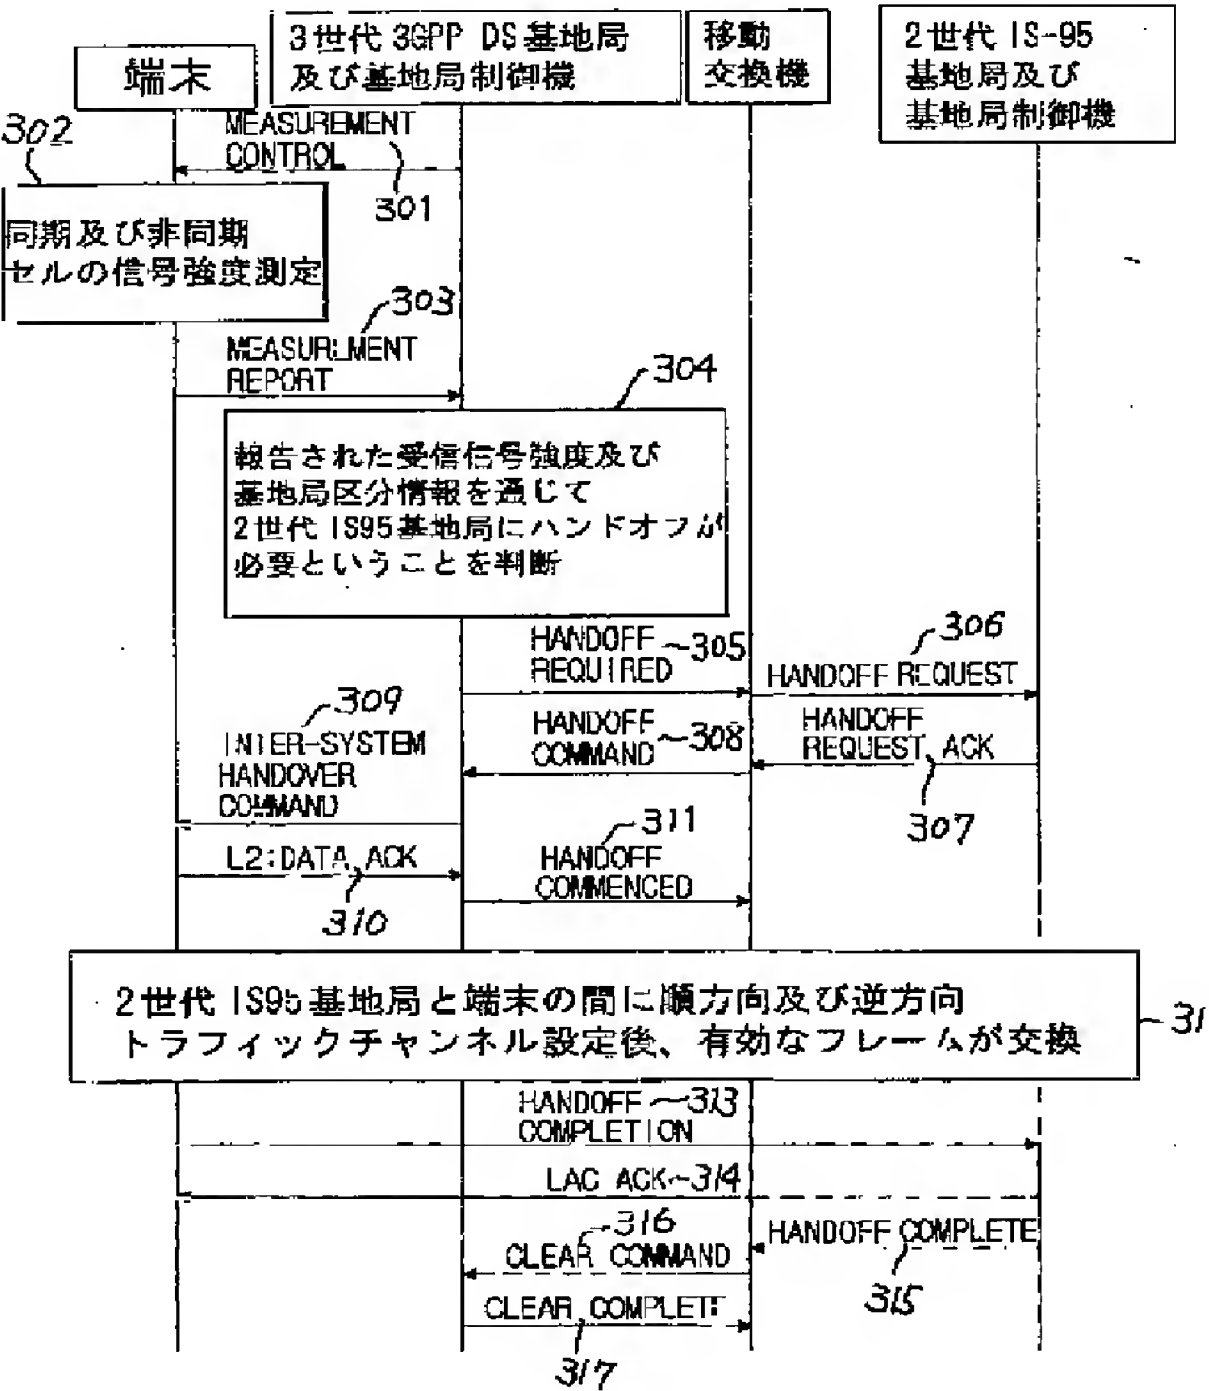 端末
3世代 3GPP DS基地局
及び基地局制御機
移動
交換機
2世代 IS-95
基地局及び
基地局制御機
MEASUREMENT
CONTROL
301
302
同期及び非同期
セルの信号強度測定
303
MEASUREMENT
REPORT
304
報告された受信信号強度及び
基地局区分情報を通じて
2世代 IS95基地局にハンドオフが
必要ということを判断
HANDOFF
REQUIRED
305
306
HANDOFF REQUEST
HANDOFF
REQUEST ACK
307
HANDOFF
COMMAND
308
309
INTER-SYSTEM
HANDOVER
COMMAND
L2:DATA ACK
310
311
HANDOFF
COMMENCED
2世代 IS95基地局と端末の間に順方向及び逆方向
トラフィックチャンネル設定後、有効なフレームが交換
31
HANDOFF
COMPLETION
313
LAC ACK
314
HANDOFF COMPLETE
315
316
CLEAR COMMAND
CLEAR COMPLETE
317